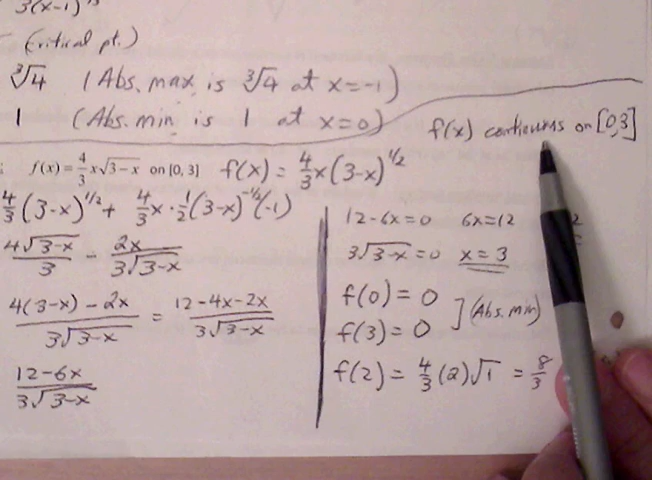 3(x-1)^1/3
(critical pt.)
∛4 (Abs. max is ∛4 at x=-1)
1 (Abs. min is 1 at x=0)
f(x) continuous on [0,3]
f(x) = 4/3 x√3-x on [0, 3] f(x) = 4/3 x(3-x)^1/2
4/3 (3-x)^1/2 + 4/3 x · 1/2 (3-x)^-1/2 (-1)
4√3-x / 3 - 2x / 3√3-x
4(3-x) - 2x / 3√3-x = 12-4x-2x / 3√3-x
12-6x / 3√3-x
12-6x=0 6x=12 2
3√3-x=0 x=3
f(0) = 0
f(3) = 0 ] (Abs. min)
f(2) = 4/3 (2)√1 = 8/3